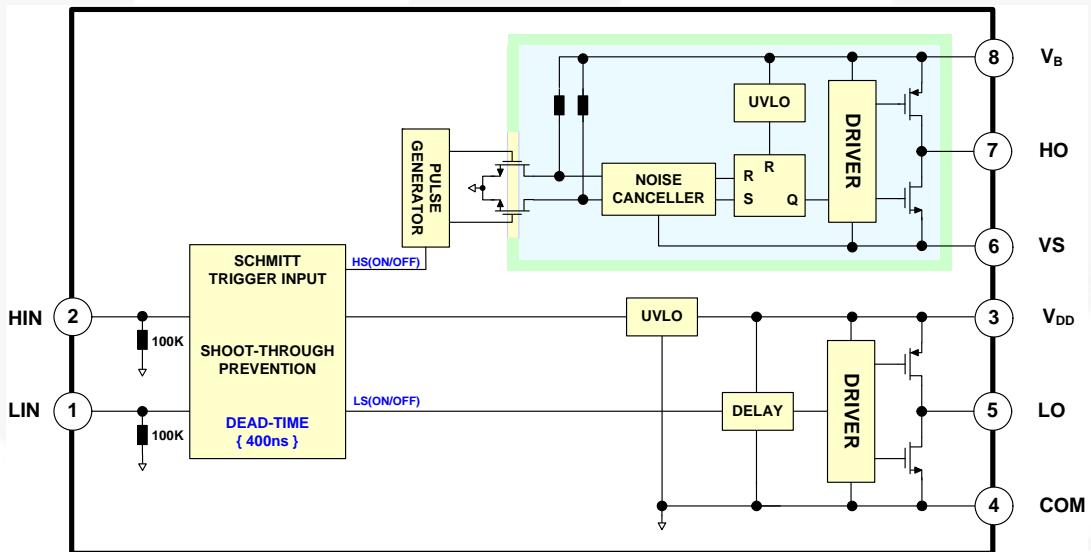 8 V_B
UVLO
DRIVER
7 HO
PULSE GENERATOR
R
NOISE CANCELLER
R
S Q
6 VS
HS(ON/OFF)
SCHMITT
TRIGGER INPUT
HIN 2
100K
UVLO
3 V_DD
SHOOT-THROUGH
PREVENTION
LIN 1
100K
LS(ON/OFF)
DEAD-TIME
{ 400ns }
DELAY
DRIVER
5 LO
4 COM